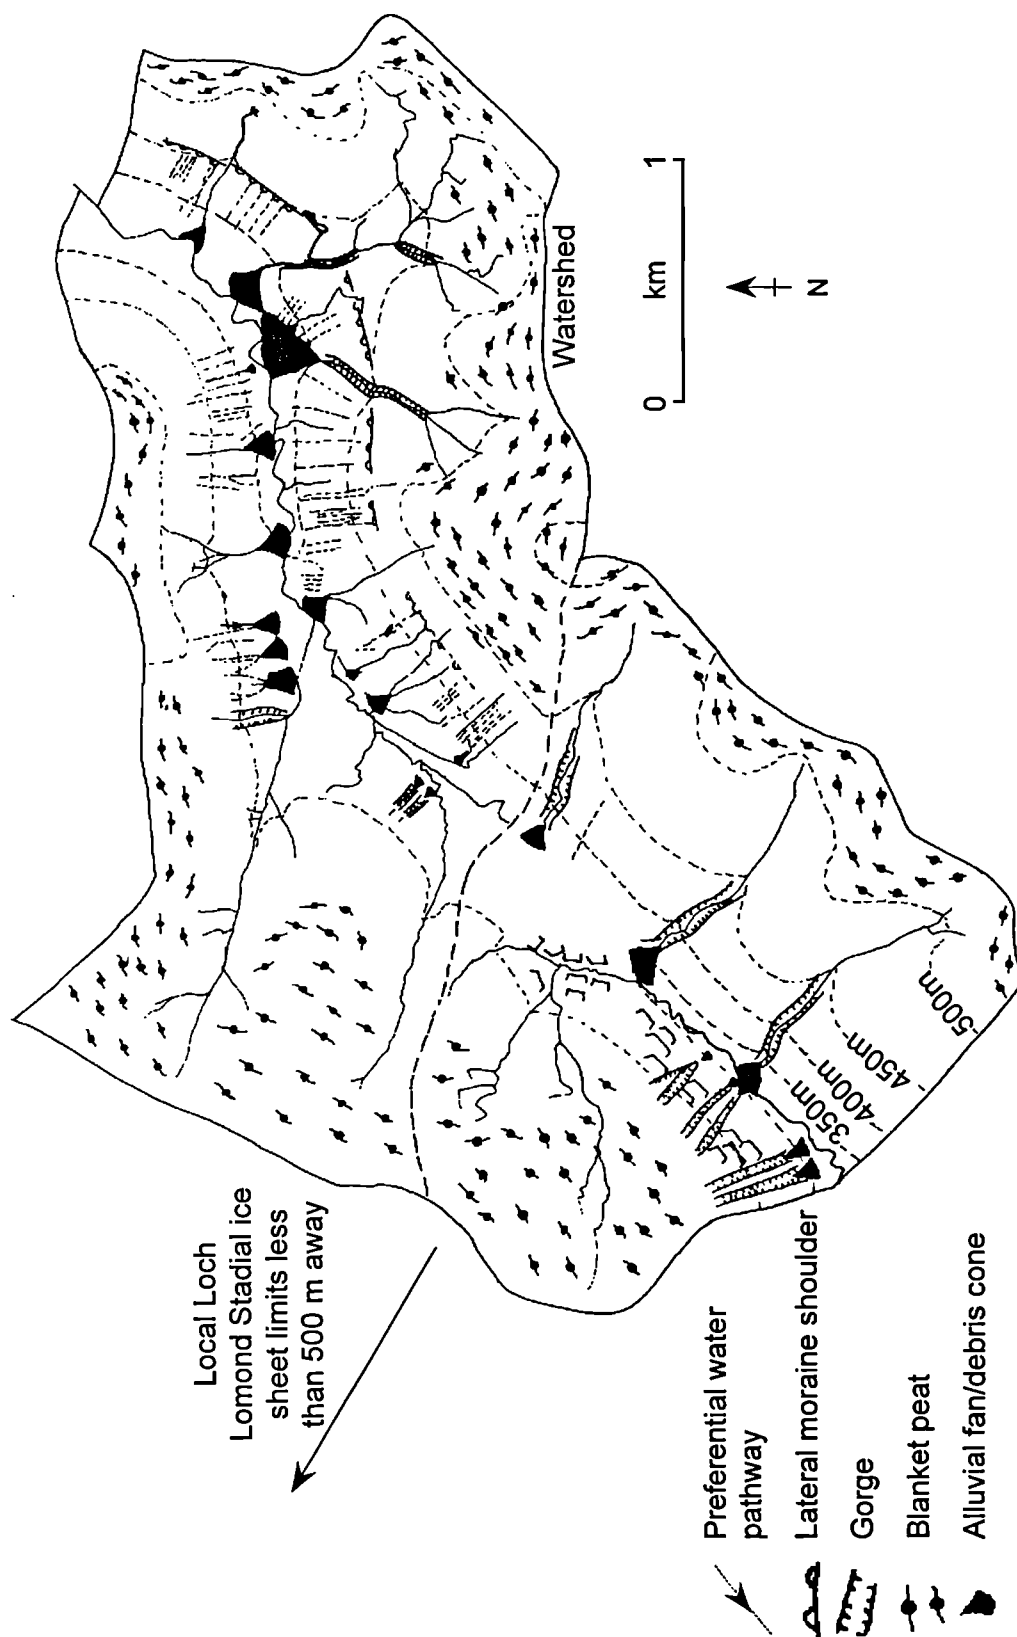 Local Loch
Lomond Stadial ice
sheet limits less
than 500 m away
Watershed
0 km 1
N
350m
400m
450m
500m
Preferential water
pathway
Lateral moraine shoulder
Gorge
Blanket peat
Alluvial fan/debris cone